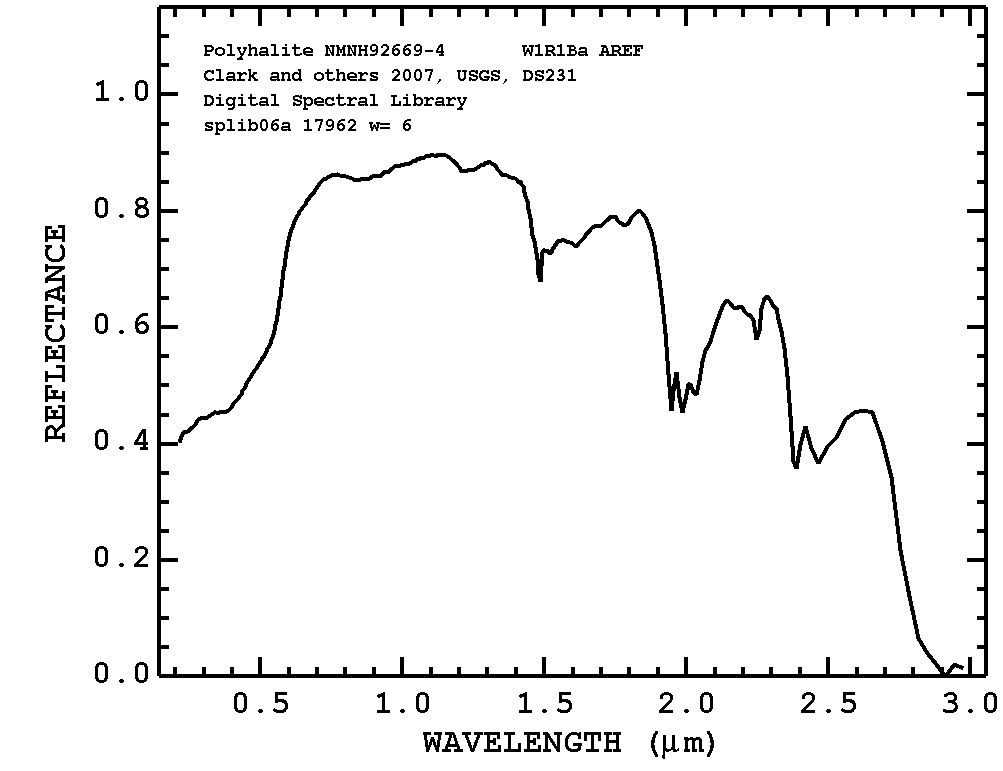 Polyhalite NMNH92669-4 W1R1Ba AREF
Clark and others 2007, USGS, DS231
Digital Spectral Library
splib06a 17962 w= 6
REFLECTANCE
1.0
0.8
0.6
0.4
0.2
0.0
0.5 1.0 1.5 2.0 2.5 3.0
WAVELENGTH (μm)